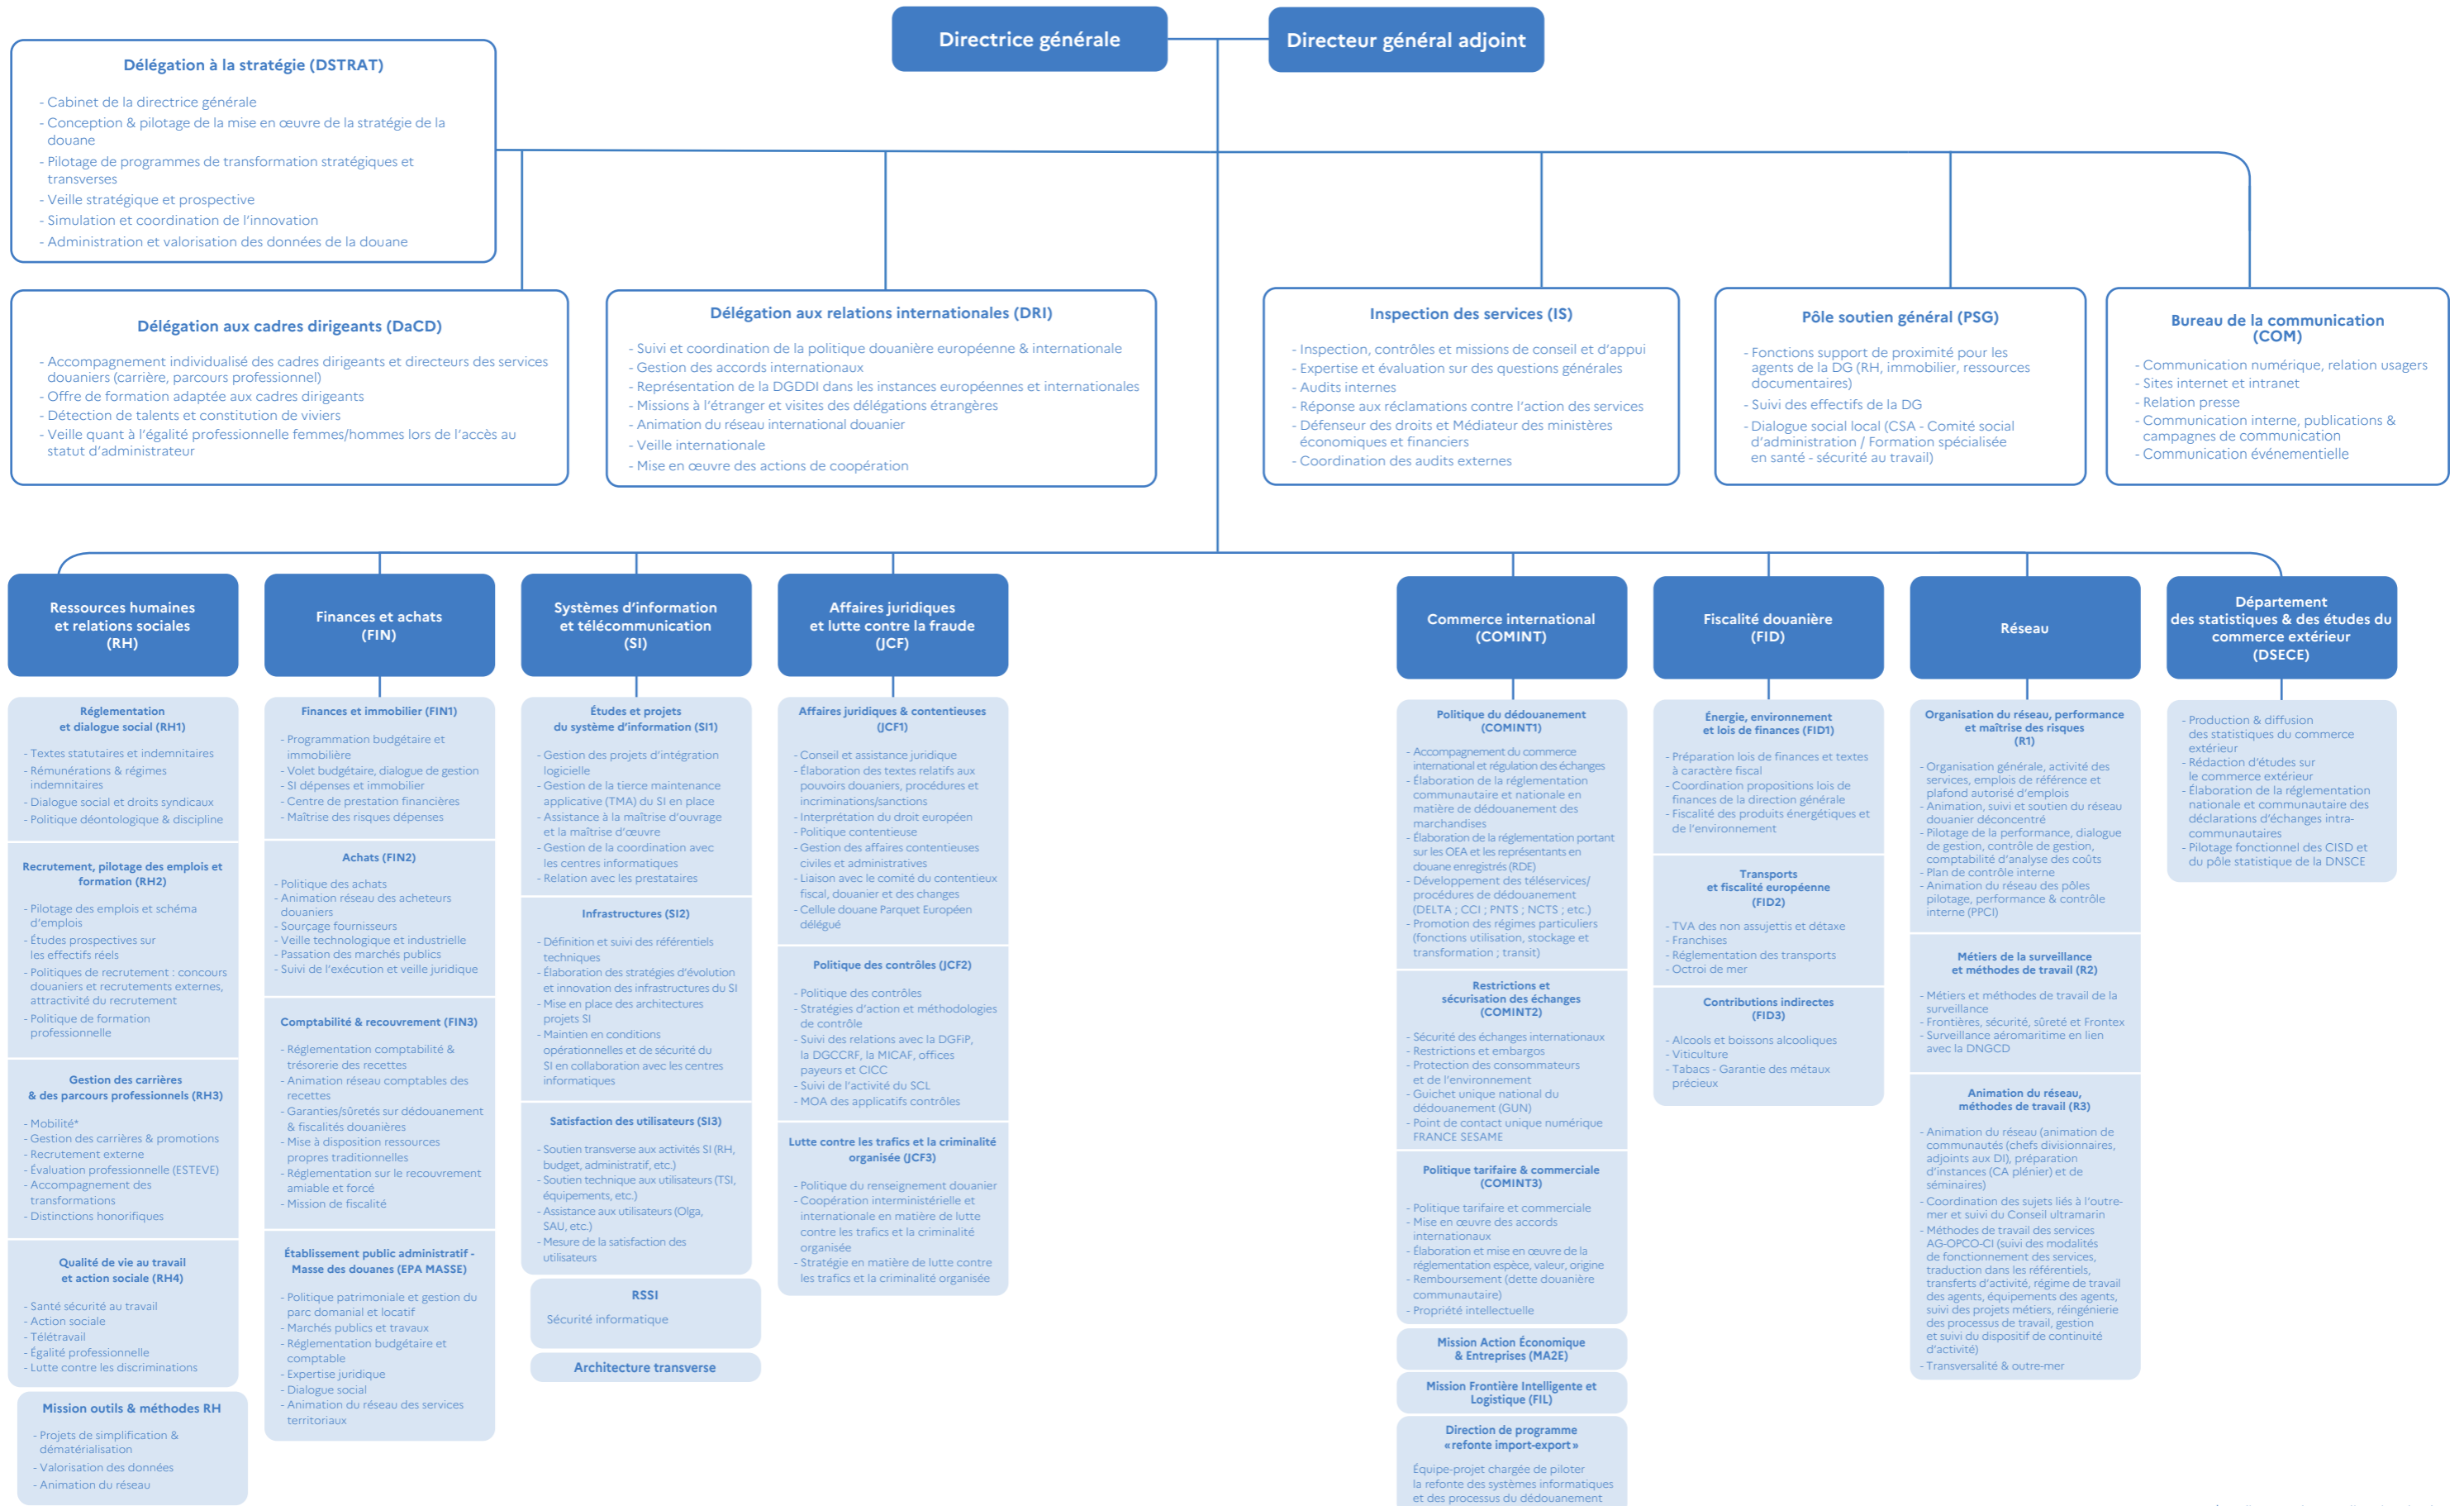 Directrice générale
Directeur général adjoint
Délégation à la stratégie (DSTRAT)
- Cabinet de la directrice générale
- Conception & pilotage de la mise en œuvre de la stratégie de la
douane
- Pilotage de programmes de transformation stratégiques et
transverses
- Veille stratégique et prospective
- Simulation et coordination de l'innovation
- Administration et valorisation des données de la douane
Délégation aux cadres dirigeants (DaCD)
- Accompagnement individualisé des cadres dirigeants et directeurs des services
douaniers (carrière, parcours professionnel)
- Offre de formation adaptée aux cadres dirigeants
- Détection de talents et constitution de viviers
- Veille quant à l'égalité professionnelle femmes/hommes lors de l'accès au
statut d'administrateur
Délégation aux relations internationales (DRI)
- Suivi et coordination de la politique douanière européenne & internationale
- Gestion des accords internationaux
- Représentation de la DGDDI dans les instances européennes et internationales
- Missions à l'étranger et visites des délégations étrangères
- Animation du réseau international douanier
- Veille internationale
- Mise en œuvre des actions de coopération
Inspection des services (IS)
- Inspection, contrôles et missions de conseil et d'appui
- Expertise et évaluation sur des questions générales
- Audits internes
- Réponse aux réclamations contre l'action des services
- Défenseur des droits et Médiateur des ministères
économiques et financiers
- Coordination des audits externes
Pôle soutien général (PSG)
- Fonctions support de proximité pour les
agents de la DG (RH, immobilier, ressources
documentaires)
- Suivi des effectifs de la DG
- Dialogue social local (CSA - Comité social
d'administration / Formation spécialisée
en santé - sécurité au travail)
Bureau de la communication
(COM)
- Communication numérique, relation usagers
- Sites internet et intranet
- Relation presse
- Communication interne, publications &
campagnes de communication
- Communication événementielle
Ressources humaines
et relations sociales
(RH)
Réglementation
et dialogue social (RH1)
- Textes statutaires et indemnitaires
- Rémunérations & régimes
indemnitaires
- Dialogue social et droits syndicaux
- Politique déontologique & discipline
Recrutement, pilotage des emplois et
formation (RH2)
- Pilotage des emplois et schéma
d'emplois
- Études prospectives sur
les effectifs réels
- Politiques de recrutement : concours
douaniers et recrutements externes,
attractivité du recrutement
- Politique de formation
professionnelle
Gestion des carrières
& des parcours professionnels (RH3)
- Mobilité*
- Gestion des carrières & promotions
- Recrutement externe
- Évaluation professionnelle (ESTEVE)
- Accompagnement des
transformations
- Distinctions honorifiques
Qualité de vie au travail
et action sociale (RH4)
- Santé sécurité au travail
- Action sociale
- Télétravail
- Égalité professionnelle
- Lutte contre les discriminations
Mission outils & méthodes RH
- Projets de simplification &
dématérialisation
- Valorisation des données
- Animation du réseau
Finances et achats
(FIN)
Finances et immobilier (FIN1)
- Programmation budgétaire et
immobilière
- Volet budgétaire, dialogue de gestion
- SI dépenses et immobilier
- Centre de prestation financières
- Maîtrise des risques dépenses
Achats (FIN2)
- Politique des achats
- Animation réseau des acheteurs
douaniers
- Sourçage fournisseurs
- Veille technologique et industrielle
- Passation des marchés publics
- Suivi de l'exécution et veille juridique
Comptabilité & recouvrement (FIN3)
- Réglementation comptabilité &
trésorerie des recettes
- Animation réseau comptables des
recettes
- Garanties/sûretés sur dédouanement
& fiscalités douanières
- Mise à disposition ressources
propres traditionnelles
- Réglementation sur le recouvrement
amiable et forcé
- Mission de fiscalité
Établissement public administratif -
Masse des douanes (EPA MASSE)
- Politique patrimoniale et gestion du
parc domanial et locatif
- Marchés publics et travaux
- Réglementation budgétaire et
comptable
- Expertise juridique
- Dialogue social
- Animation du réseau des services
territoriaux
Systèmes d'information
et télécommunication
(SI)
Études et projets
du système d'information (SI1)
- Gestion des projets d'intégration
logicielle
- Gestion de la tierce maintenance
applicative (TMA) du SI en place
- Assistance à la maîtrise d'ouvrage
et la maîtrise d'œuvre
- Gestion de la coordination avec
les centres informatiques
- Relation avec les prestataires
Infrastructures (SI2)
- Définition et suivi des référentiels
techniques
- Élaboration des stratégies d'évolution
et innovation des infrastructures du SI
- Mise en place des architectures
projets SI
- Maintien en conditions
opérationnelles et de sécurité du
SI en collaboration avec les centres
informatiques
Satisfaction des utilisateurs (SI3)
- Soutien transverse aux activités SI (RH,
budget, administratif, etc.)
- Soutien technique aux utilisateurs (TSI,
équipements, etc.)
- Assistance aux utilisateurs (Olga,
SAU, etc.)
- Mesure de la satisfaction des
utilisateurs
RSSI
Sécurité informatique
Architecture transverse
Affaires juridiques
et lutte contre la fraude
(JCF)
Affaires juridiques & contentieuses
(JCF1)
- Conseil et assistance juridique
- Élaboration des textes relatifs aux
pouvoirs douaniers, procédures et
incriminations/sanctions
- Interprétation du droit européen
- Politique contentieuse
- Gestion des affaires contentieuses
civiles et administratives
- Liaison avec le comité du contentieux
fiscal, douanier et des changes
- Cellule douane Parquet Européen
délégué
Politique des contrôles (JCF2)
- Politique des contrôles
- Stratégies d'action et méthodologies
de contrôle
- Suivi des relations avec la DGFiP,
la DGCCRF, la MICAF, offices
payeurs et CICC
- Suivi de l'activité du SCL
- MOA des applicatifs contrôles
Lutte contre les trafics et la criminalité
organisée (JCF3)
- Politique du renseignement douanier
- Coopération interministérielle et
internationale en matière de lutte
contre les trafics et la criminalité
organisée
- Stratégie en matière de lutte contre
les trafics et la criminalité organisée
Commerce international
(COMINT)
Politique du dédouanement
(COMINT1)
- Accompagnement du commerce
international et régulation des échanges
- Élaboration de la réglementation
communautaire et nationale en
matière de dédouanement des
marchandises
- Élaboration de la réglementation portant
sur les OEA et les représentants en
douane enregistrés (RDE)
- Développement des téléservices/
procédures de dédouanement
(DELTA ; CCI ; PNTS ; NCTS ; etc.)
- Promotion des régimes particuliers
(fonctions utilisation, stockage et
transformation ; transit)
Restrictions et
sécurisation des échanges
(COMINT2)
- Sécurité des échanges internationaux
- Restrictions et embargos
- Protection des consommateurs
et de l'environnement
- Guichet unique national du
dédouanement (GUN)
- Point de contact unique numérique
FRANCE SESAME
Politique tarifaire & commerciale
(COMINT3)
- Politique tarifaire et commerciale
- Mise en œuvre des accords
internationaux
- Élaboration et mise en œuvre de la
réglementation espèce, valeur, origine
- Remboursement (dette douanière
communautaire)
- Propriété intellectuelle
Mission Action Économique
& Entreprises (MA2E)
Mission Frontière Intelligente et
Logistique (FIL)
Direction de programme
«refonte import-export»
Équipe-projet chargée de piloter
la refonte des systèmes informatiques
et des processus du dédouanement
Fiscalité douanière
(FID)
Énergie, environnement
et lois de finances (FID1)
- Préparation lois de finances et textes
à caractère fiscal
- Coordination propositions lois de
finances de la direction générale
- Fiscalité des produits énergétiques et
de l'environnement
Transports
et fiscalité européenne
(FID2)
- TVA des non assujettis et détaxe
- Franchises
- Réglementation des transports
- Octroi de mer
Contributions indirectes
(FID3)
- Alcools et boissons alcooliques
- Viticulture
- Tabacs - Garantie des métaux
précieux
Réseau
Organisation du réseau, performance
et maîtrise des risques
(R1)
- Organisation générale, activité des
services, emplois de référence et
plafond autorisé d'emplois
- Animation, suivi et soutien du réseau
douanier déconcentré
- Pilotage de la performance, dialogue
de gestion, contrôle de gestion,
comptabilité d'analyse des coûts
- Plan de contrôle interne
- Animation du réseau des pôles
pilotage, performance & contrôle
interne (PPCI)
Métiers de la surveillance
et méthodes de travail (R2)
- Métiers et méthodes de travail de la
surveillance
- Frontières, sécurité, sûreté et Frontex
- Surveillance aéromaritime en lien
avec la DNGCD
Animation du réseau,
méthodes de travail (R3)
- Animation du réseau (animation de
communautés (chefs divisionnaires,
adjoints aux DI), préparation
d'instances (CA plénier) et de
séminaires)
- Coordination des sujets liés à l'outre-
mer et suivi du Conseil ultramarin
- Méthodes de travail des services
AG-OPCO-CI (suivi des modalités
de fonctionnement des services,
traduction dans les référentiels,
transferts d'activité, régime de travail
des agents, équipements des agents,
suivi des projets métiers, réingénierie
des processus de travail, gestion
et suivi du dispositif de continuité
d'activité)
- Transversalité & outre-mer
Département
des statistiques & des études du
commerce extérieur
(DSECE)
- Production & diffusion
des statistiques du commerce
extérieur
- Rédaction d'études sur
le commerce extérieur
- Élaboration de la réglementation
nationale et communautaire des
déclarations d'échanges intra-
communautaires
- Pilotage fonctionnel des CISD et
du pôle statistique de la DNSCE